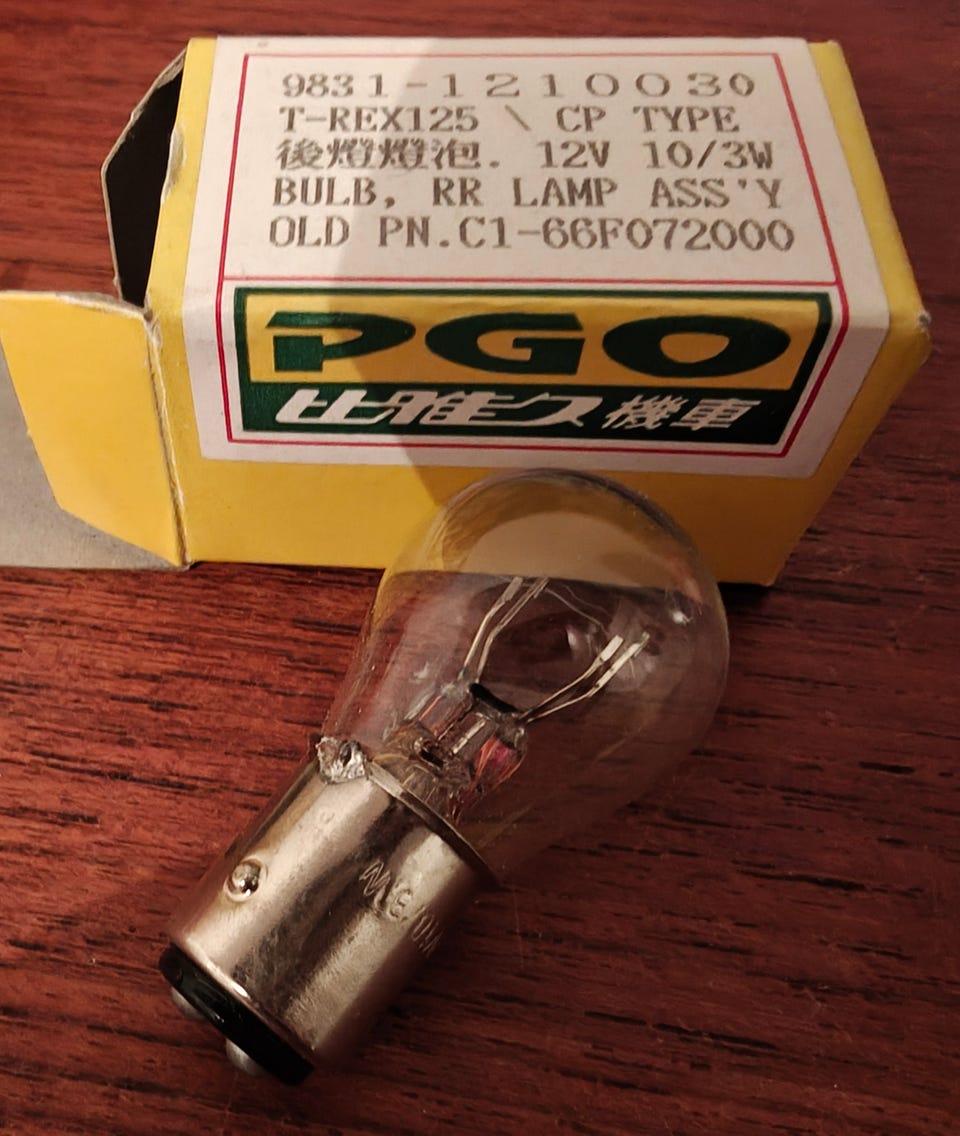 9831-1210030
T-REX125 \ CP TYPE
後燈燈泡. 12V 10/3W
BULB, RR LAMP ASS'Y
OLD PN.C1-66F072000
PGO
比雅久機車